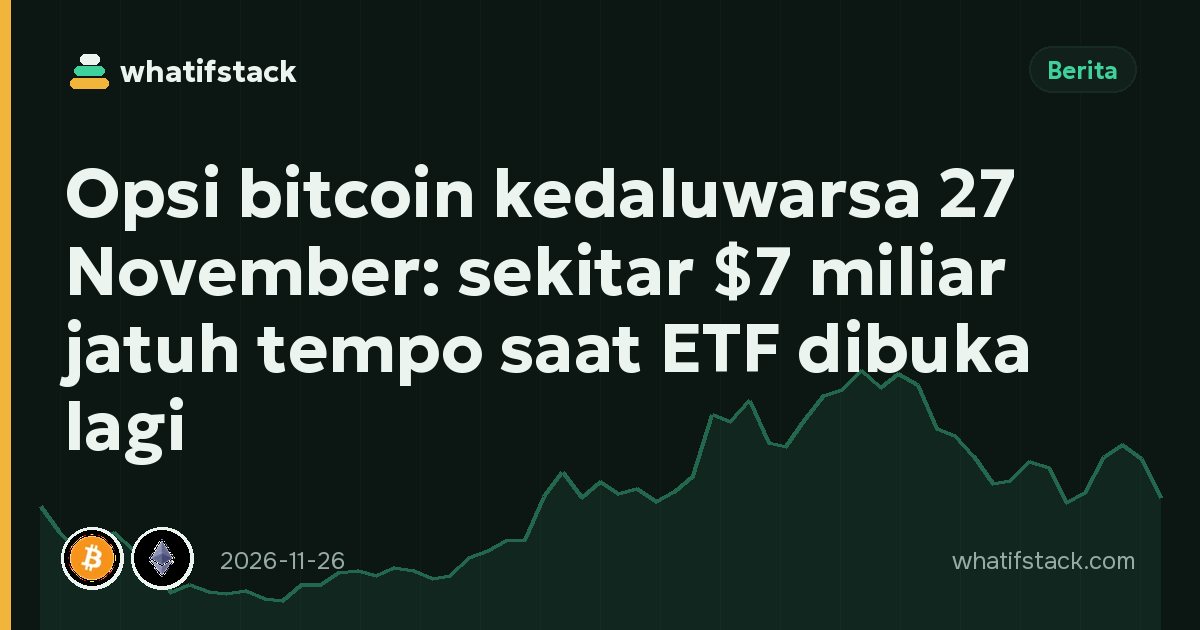 whatifstack
Berita
Opsi bitcoin kedaluwarsa 27
November: sekitar $7 miliar
jatuh tempo saat ETF dibuka
lagi
2026-11-26
whatifstack.com